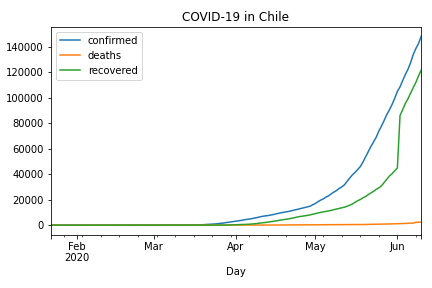 COVID-19 in Chile
confirmed
deaths
recovered
140000
120000
100000
80000
60000
40000
20000
0
Feb Mar Apr May Jun
2020
Day